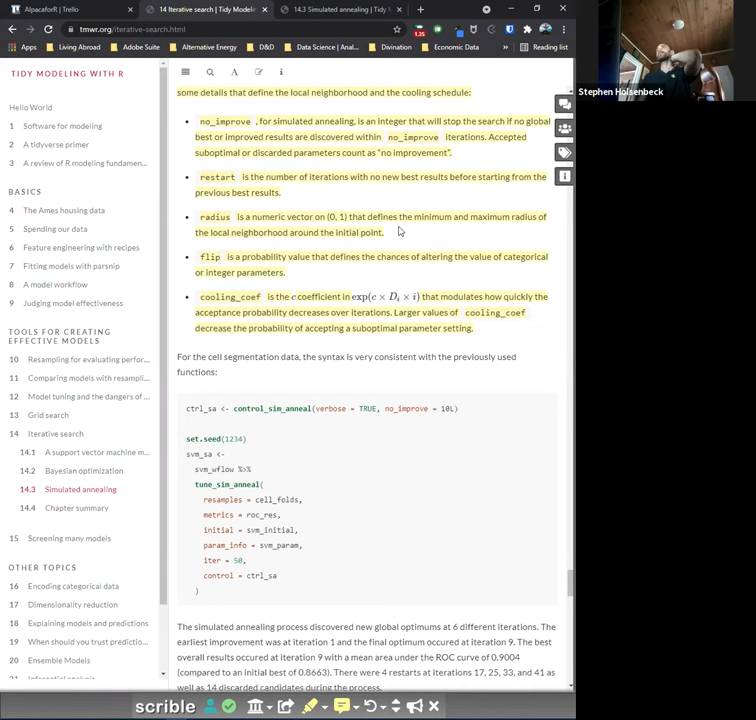 AlpacaforR | Trello
14 Iterative search | Tidy Modeli
14.3 Simulated annealing | Tidy
tmwr.org/iterative-search.html
1.35
Apps
Living Abroad
Adobe Suite
Alternative Energy
D&D
Data Science | Anal...
Divination
Economic Data
»
Reading list
Stephen Holsenbeck
TIDY MODELING WITH R
Hello World
1 Software for modeling
2 A tidyverse primer
3 A review of R modeling fundamen...
BASICS
4 The Ames housing data
5 Spending our data
6 Feature engineering with recipes
7 Fitting models with parsnip
8 A model workflow
9 Judging model effectiveness
TOOLS FOR CREATING
EFFECTIVE MODELS
10 Resampling for evaluating perfor...
11 Comparing models with resampli...
12 Model tuning and the dangers of
13 Grid search
14 Iterative search
14.1 A support vector machine m...
14.2 Bayesian optimization
14.3 Simulated annealing
14.4 Chapter summary
15 Screening many models
OTHER TOPICS
16 Encoding categorical data
17 Dimensionality reduction
18 Explaining models and predictions
19 When should you trust predictio...
20 Ensemble Models
some details that define the local neighborhood and the cooling schedule:
• no_improve , for simulated annealing, is an integer that will stop the search if no global
best or improved results are discovered within no_improve iterations. Accepted
suboptimal or discarded parameters count as “no improvement”.
• restart is the number of iterations with no new best results before starting from the
previous best results.
• radius is a numeric vector on (0, 1) that defines the minimum and maximum radius of
the local neighborhood around the initial point.
• flip is a probability value that defines the chances of altering the value of categorical
or integer parameters.
• cooling_coef is the c coefficient in exp(c × Di × i) that modulates how quickly the
acceptance probability decreases over iterations. Larger values of cooling_coef
decrease the probability of accepting a suboptimal parameter setting.
For the cell segmentation data, the syntax is very consistent with the previously used
functions:
ctrl_sa <- control_sim_anneal(verbose = TRUE, no_improve = 10L)
set.seed(1234)
svm_sa <-
svm_wflow %>%
tune_sim_anneal(
resamples = cell_folds,
metrics = roc_res,
initial = svm_initial,
param_info = svm_param,
iter = 50,
control = ctrl_sa
)
The simulated annealing process discovered new global optimums at 6 different iterations. The
earliest improvement was at iteration 1 and the final optimum occured at iteration 9. The best
overall results occured at iteration 9 with a mean area under the ROC curve of 0.9004
(compared to an initial best of 0.8663). There were 4 restarts at iterations 17, 25, 33, and 41 as
well as 14 discarded candidates during the process.
scrible